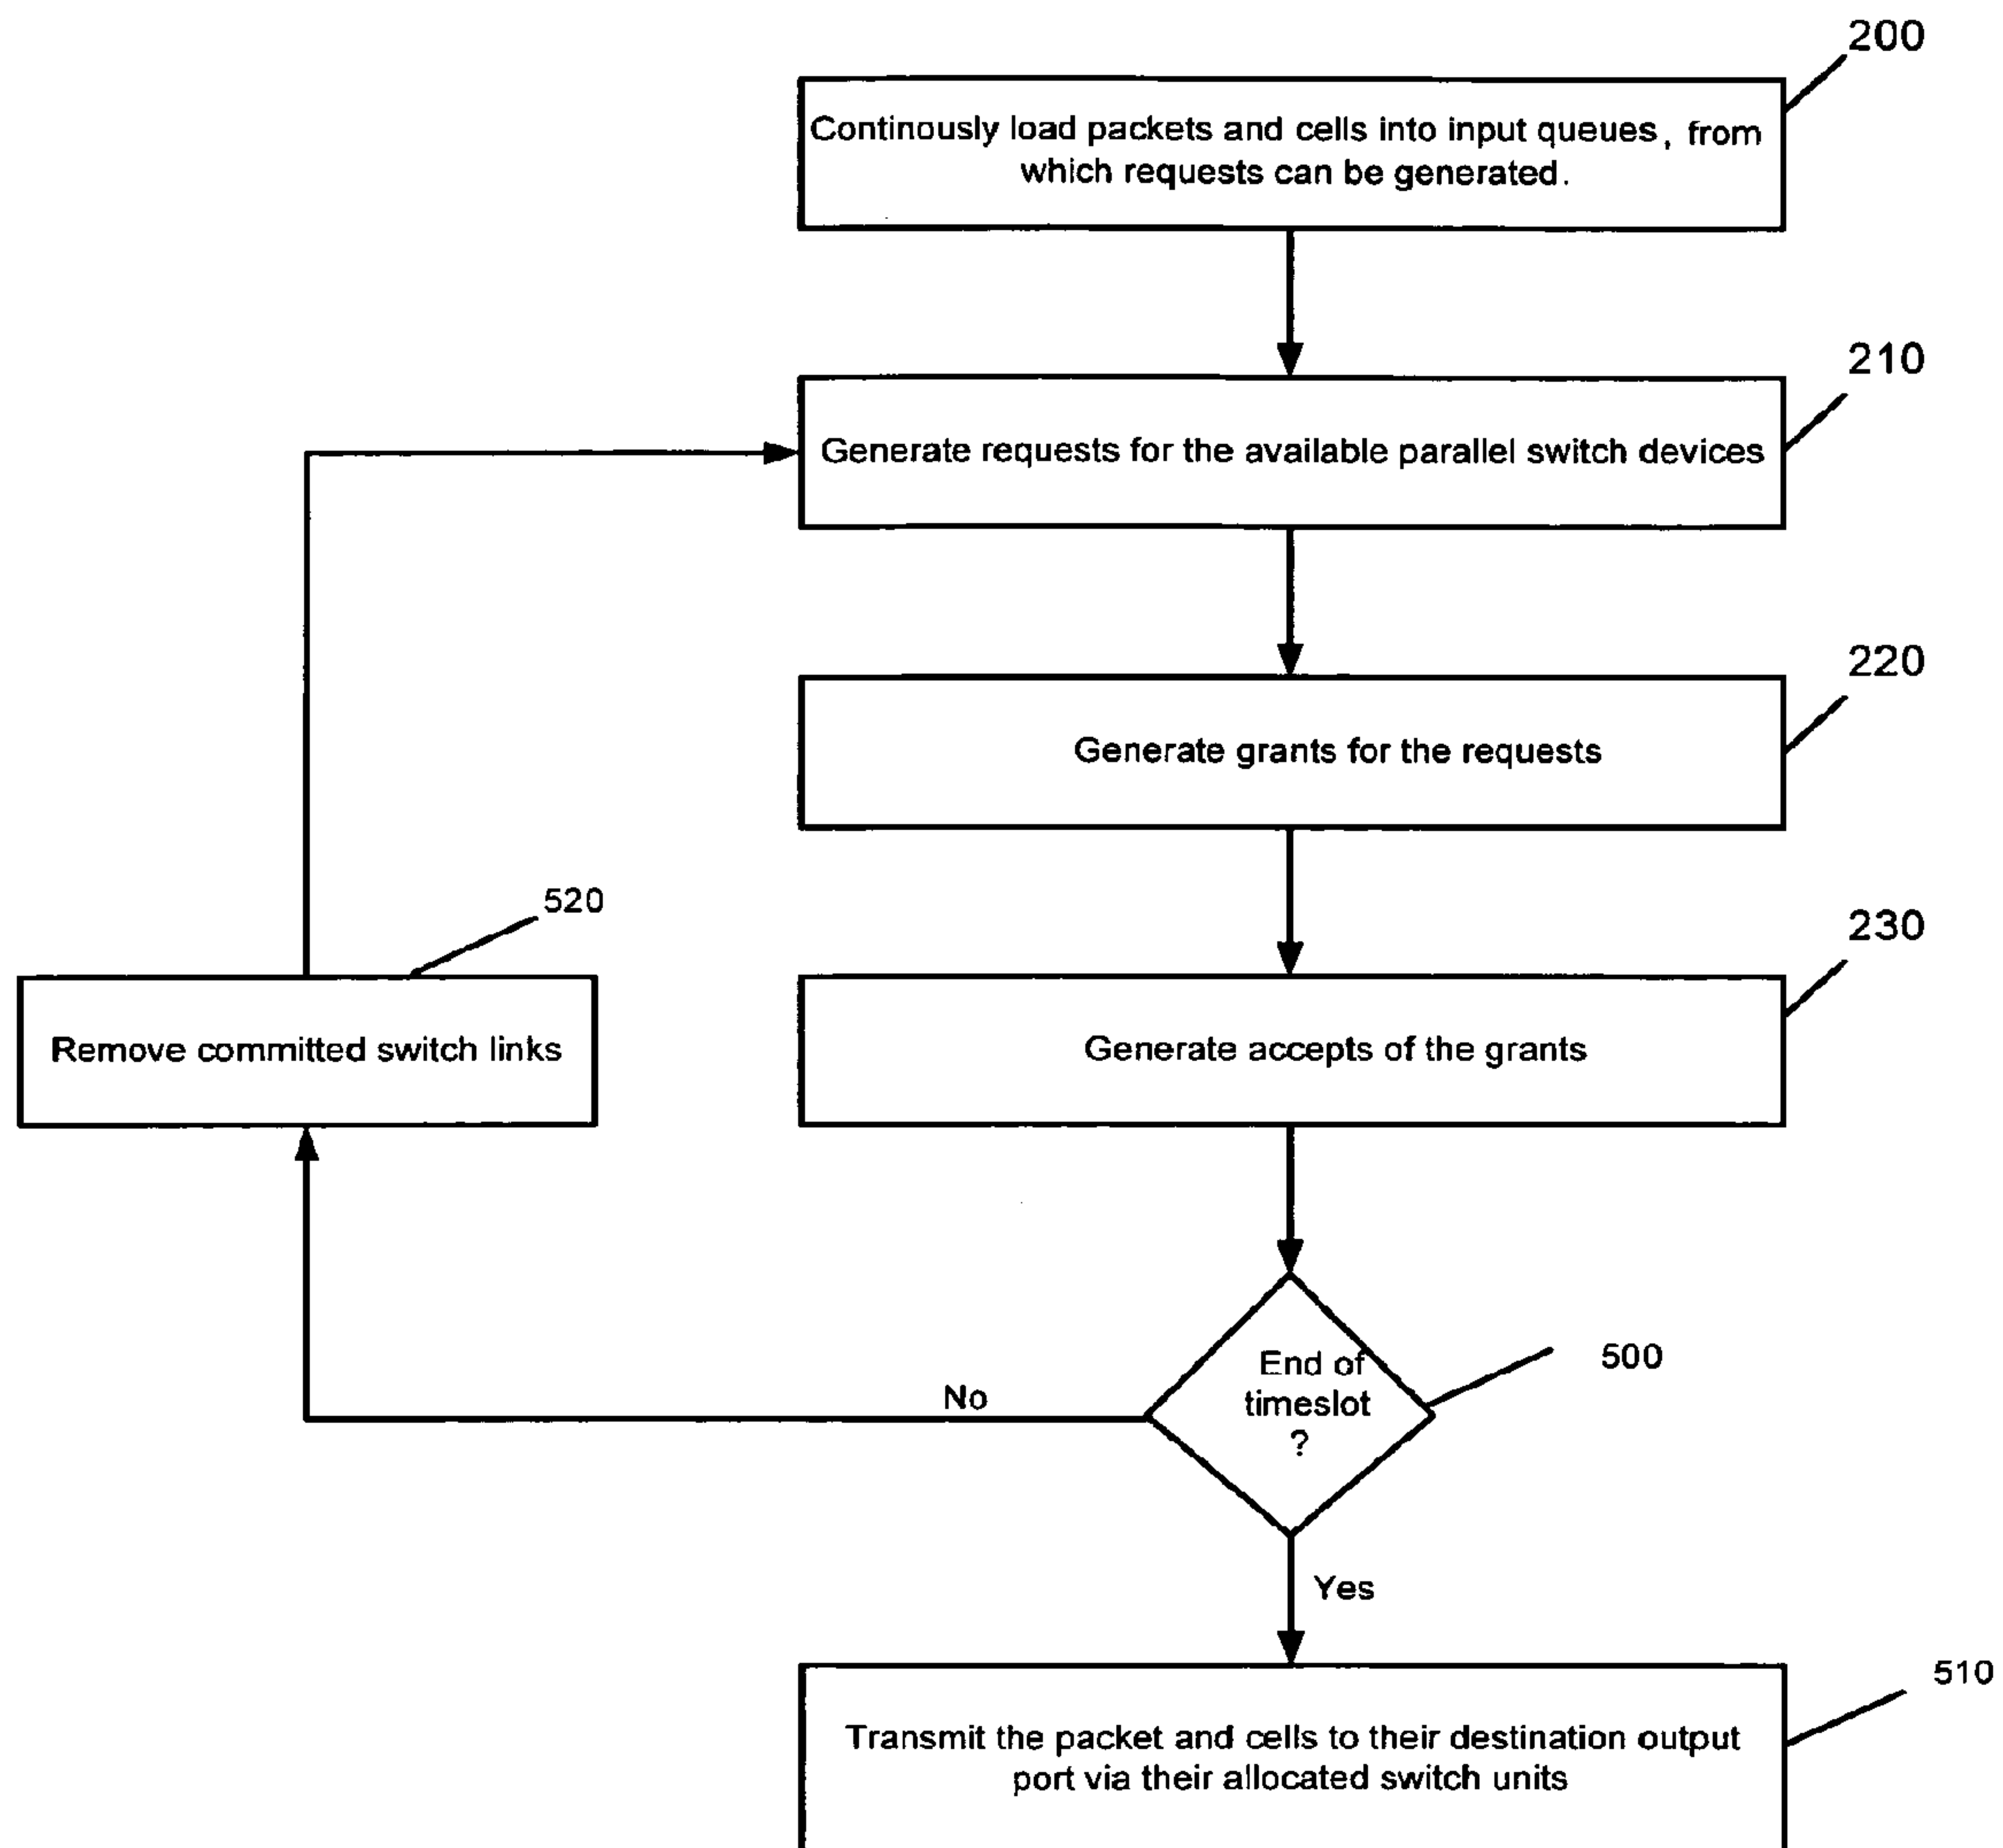 200
Continously load packets and cells into input queues, from
which requests can be generated.
210
Generate requests for the available parallel switch devices
220
Generate grants for the requests
520
230
Remove committed switch links
Generate accepts of the grants
End of
timeslot
?
500
No
Yes
510
Transmit the packet and cells to their destination output
port via their allocated switch units